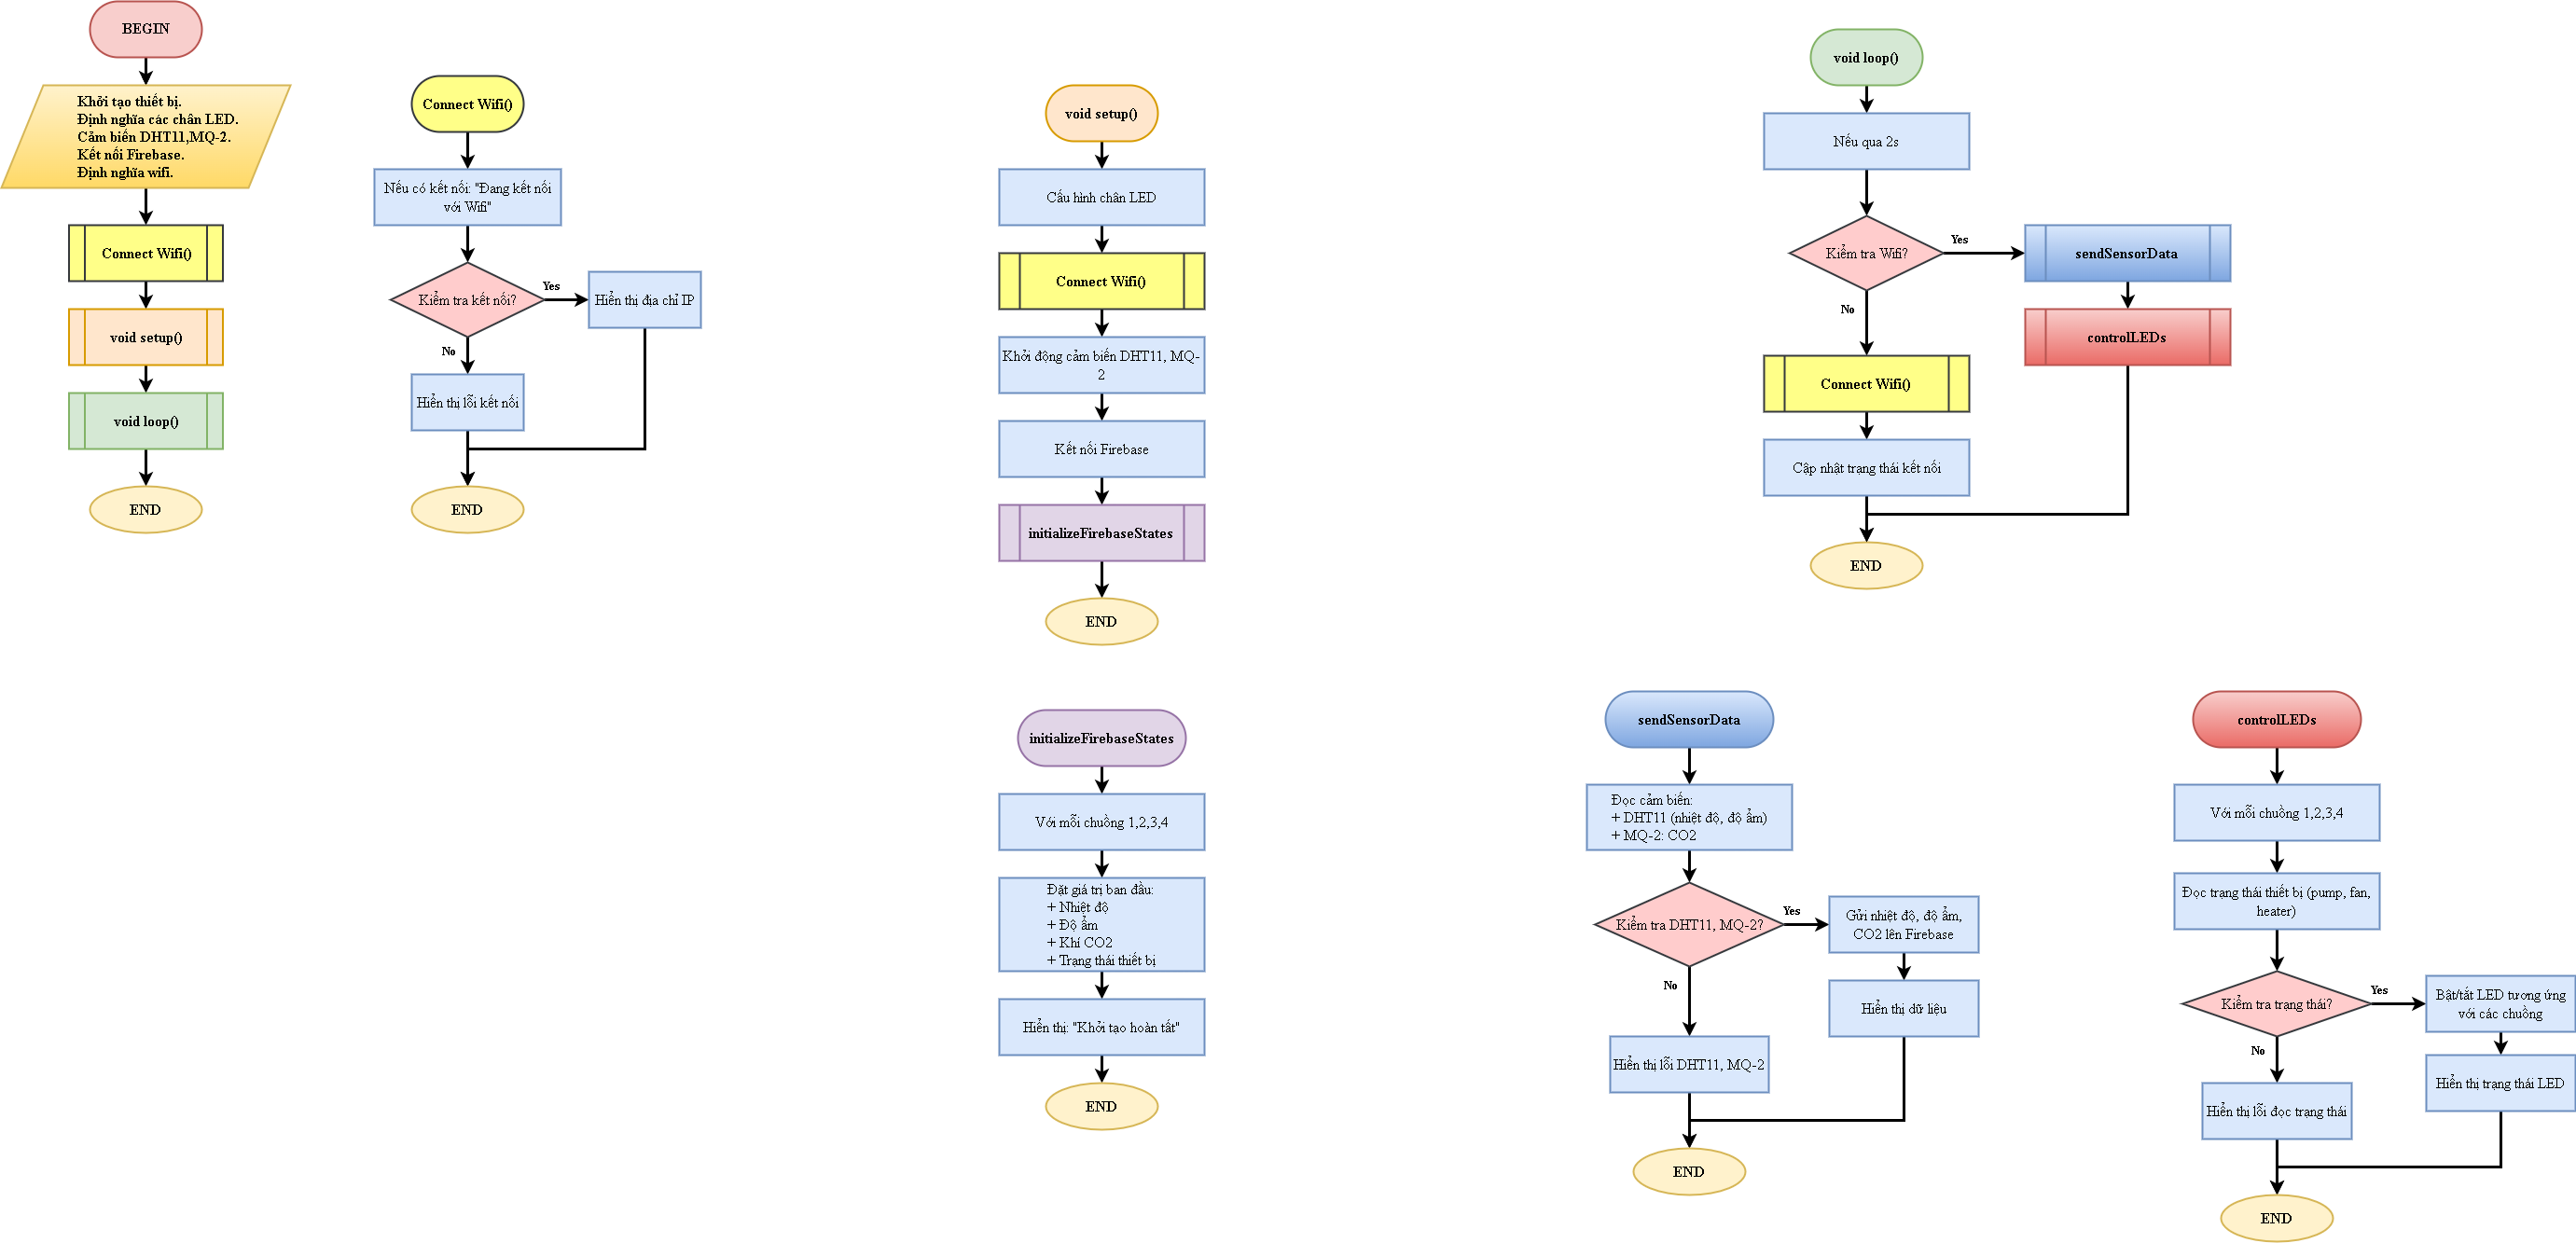 BEGIN
Khởi tạo thiết bị.
Định nghĩa các chân LED.
Cảm biến DHT11,MQ-2.
Kết nối Firebase.
Định nghĩa wifi.
Connect Wifi()
void setup()
void loop()
END
Connect Wifi()
Nếu có kết nối: "Đang kết nối
với Wifi"
Kiểm tra kết nối?
Yes
Hiển thị địa chỉ IP
No
Hiển thị lỗi kết nối
END
void setup()
Cấu hình chân LED
Connect Wifi()
Khởi động cảm biến DHT11, MQ-
2
Kết nối Firebase
initializeFirebaseStates
END
void loop()
Nếu qua 2s
Kiểm tra Wifi?
Yes
sendSensorData
controlLEDs
No
Connect Wifi()
Cập nhật trạng thái kết nối
END
initializeFirebaseStates
Với mỗi chuồng 1,2,3,4
Đặt giá trị ban đầu:
+ Nhiệt độ
+ Độ ẩm
+ Khí CO2
+ Trạng thái thiết bị
Hiển thị: "Khởi tạo hoàn tất"
END
sendSensorData
Đọc cảm biến:
+ DHT11 (nhiệt độ, độ ẩm)
+ MQ-2: CO2
Kiểm tra DHT11, MQ-2?
Yes
Gửi nhiệt độ, độ ẩm,
CO2 lên Firebase
Hiển thị dữ liệu
No
Hiển thị lỗi DHT11, MQ-2
END
controlLEDs
Với mỗi chuồng 1,2,3,4
Đọc trạng thái thiết bị (pump, fan,
heater)
Kiểm tra trạng thái?
Yes
Bật/tắt LED tương ứng
với các chuồng
Hiển thị trạng thái LED
No
Hiển thị lỗi đọc trạng thái
END